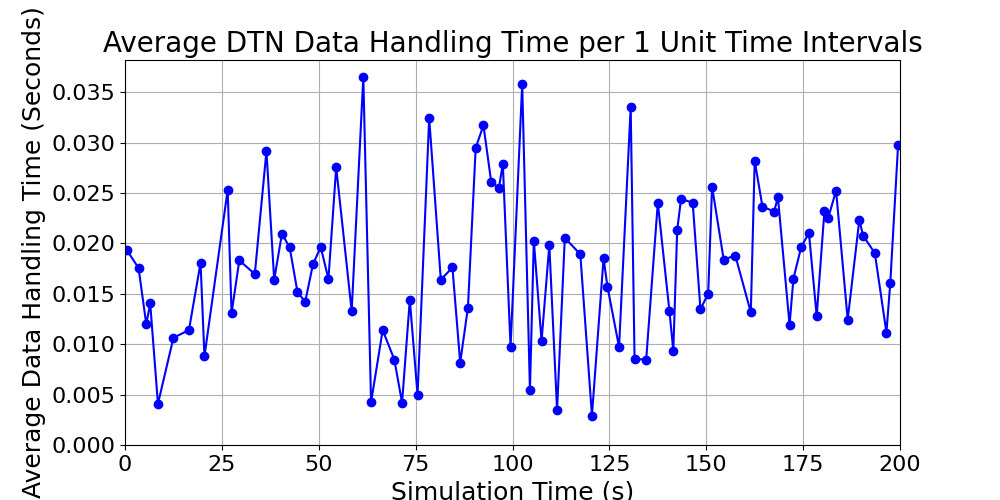 Average DTN Data Handling Time per 1 Unit Time Intervals
Average Data Handling Time (Seconds)
0.035
0.030
0.025
0.020
0.015
0.010
0.005
0.000
0 25 50 75 100 125 150 175 200
Simulation Time (s)